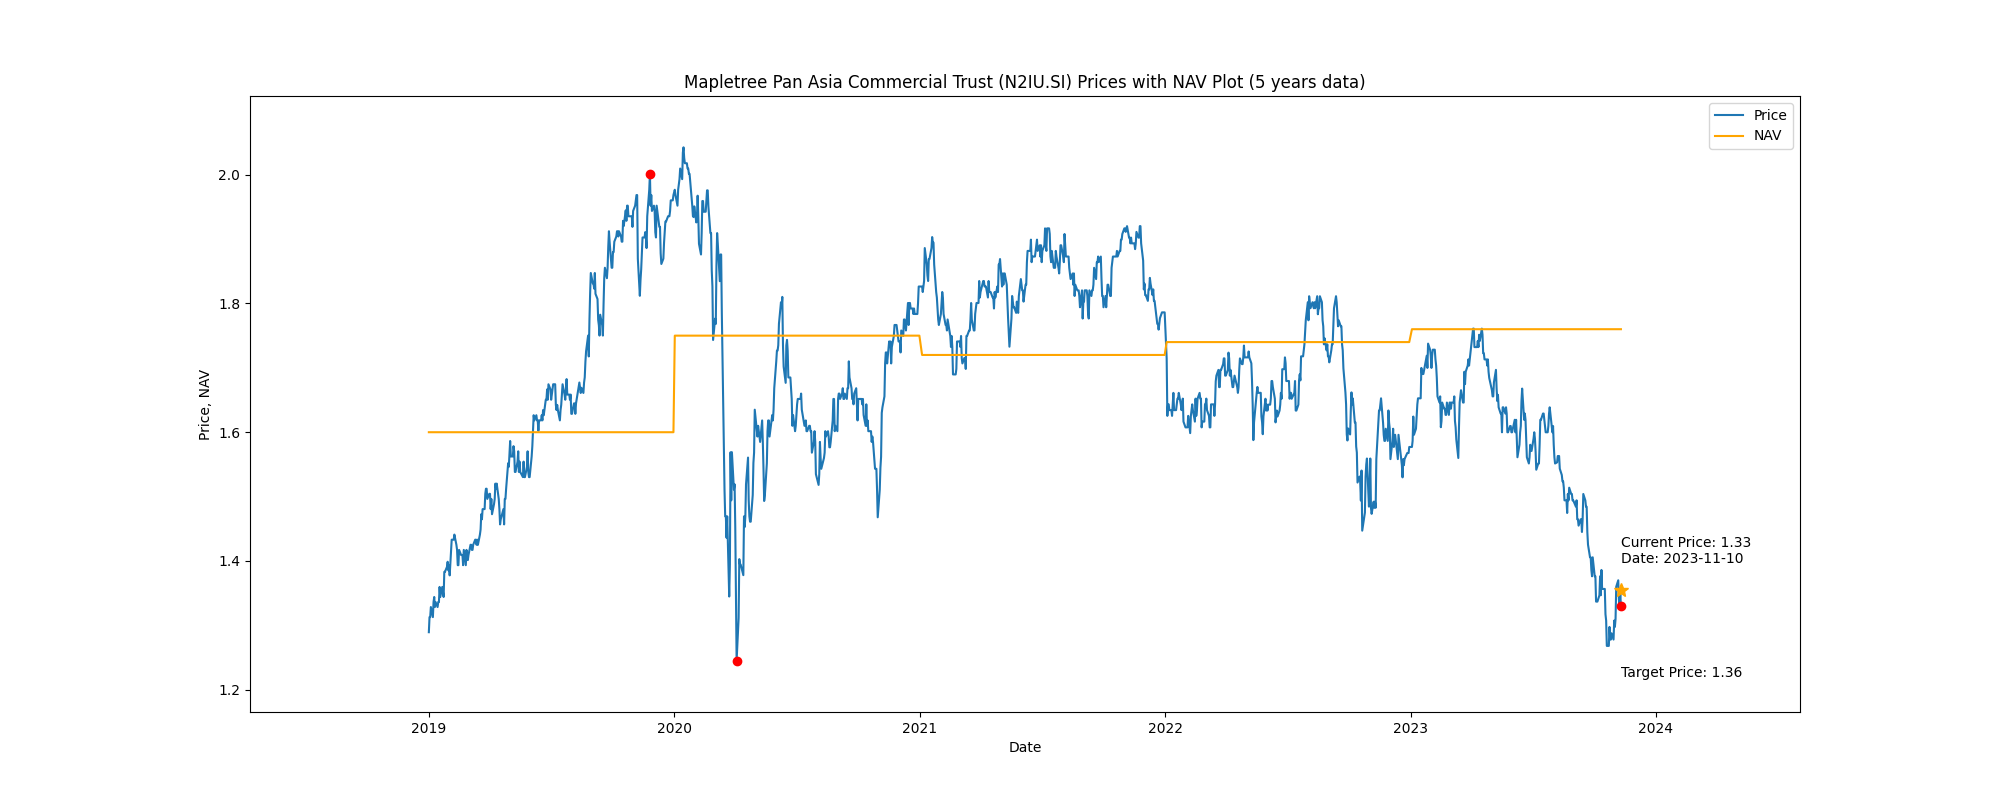 Mapletree Pan Asia Commercial Trust (N2IU.SI) Prices with NAV Plot (5 years data)
Price
NAV
2.0
1.8
1.6
1.4
1.2
Price, NAV
Current Price: 1.33
Date: 2023-11-10
Target Price: 1.36
2019
2020
2021
2022
2023
2024
Date